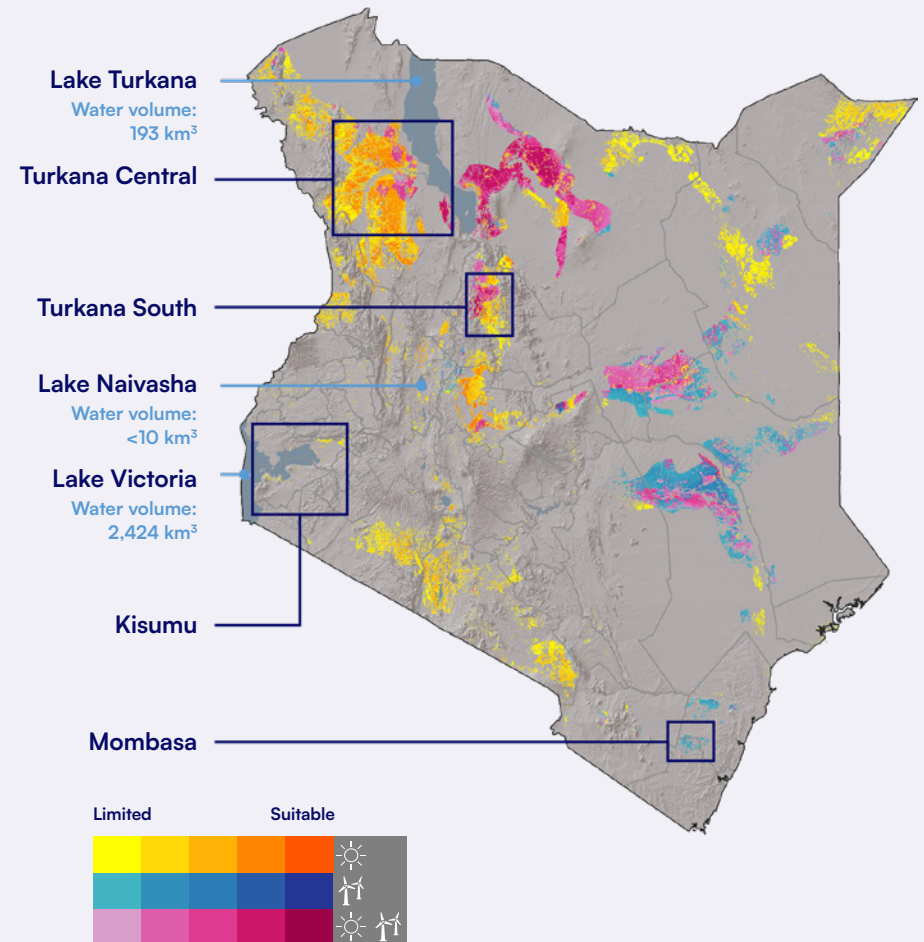 Lake Turkana
Water volume:
193 km³
Turkana Central
Turkana South
Lake Naivasha
Water volume:
<10 km³
Lake Victoria
Water volume:
2,424 km³
Kisumu
Mombasa
Limited Suitable